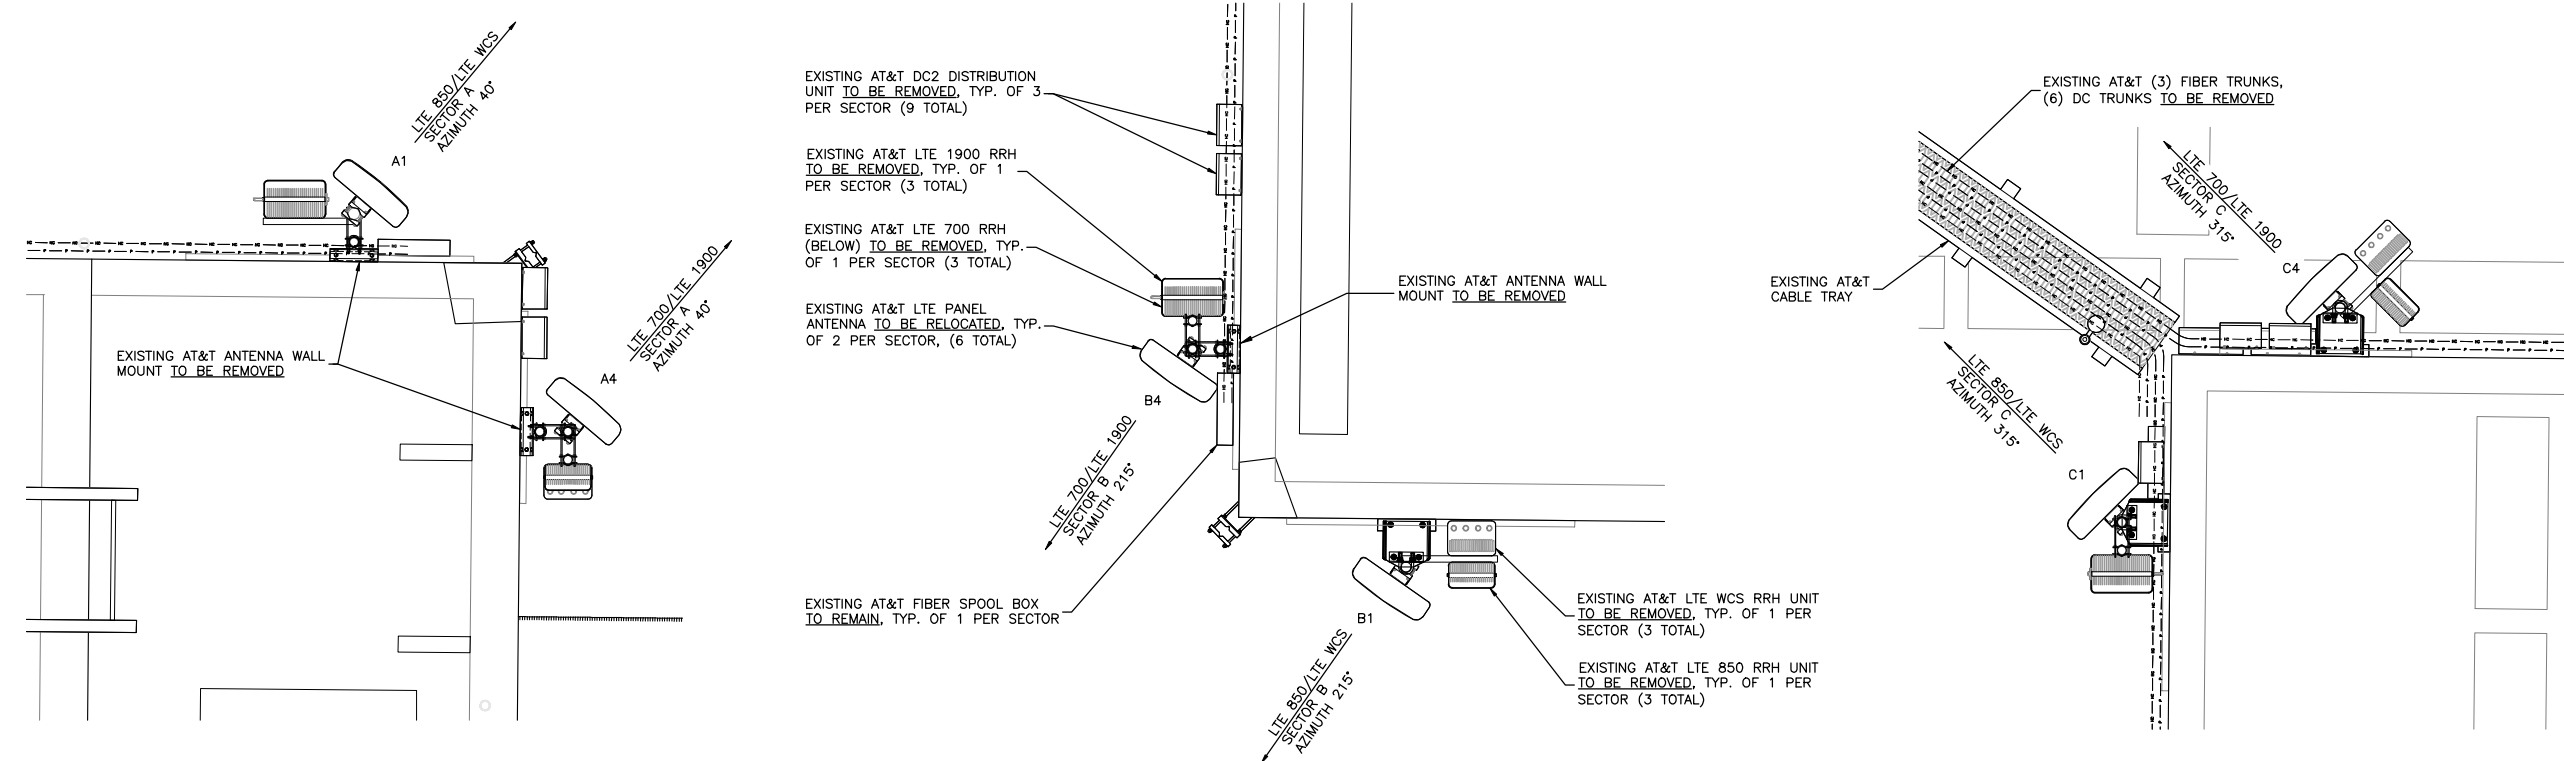 LTE 850/LTE WCS
SECTOR A
AZIMUTH 40°
A1
LTE 700/LTE 1900
SECTOR A
AZIMUTH 40°
A4
EXISTING AT&T ANTENNA WALL
MOUNT TO BE REMOVED
EXISTING AT&T DC2 DISTRIBUTION
UNIT TO BE REMOVED, TYP. OF 3
PER SECTOR (9 TOTAL)
EXISTING AT&T LTE 1900 RRH
TO BE REMOVED, TYP. OF 1
PER SECTOR (3 TOTAL)
EXISTING AT&T LTE 700 RRH
(BELOW) TO BE REMOVED, TYP.
OF 1 PER SECTOR (3 TOTAL)
EXISTING AT&T LTE PANEL
ANTENNA TO BE RELOCATED, TYP.
OF 2 PER SECTOR, (6 TOTAL)
B4
LTE 700/LTE 1900
SECTOR B
AZIMUTH 215°
EXISTING AT&T FIBER SPOOL BOX
TO REMAIN, TYP. OF 1 PER SECTOR
EXISTING AT&T ANTENNA WALL
MOUNT TO BE REMOVED
B1
LTE 850/LTE WCS
SECTOR B
AZIMUTH 215°
EXISTING AT&T LTE WCS RRH UNIT
TO BE REMOVED, TYP. OF 1 PER
SECTOR (3 TOTAL)
EXISTING AT&T LTE 850 RRH UNIT
TO BE REMOVED, TYP. OF 1 PER
SECTOR (3 TOTAL)
EXISTING AT&T (3) FIBER TRUNKS,
(6) DC TRUNKS TO BE REMOVED
LTE 700/LTE 1900
SECTOR C
AZIMUTH 315°
C4
EXISTING AT&T
CABLE TRAY
LTE 850/LTE WCS
SECTOR C
AZIMUTH 315°
C1